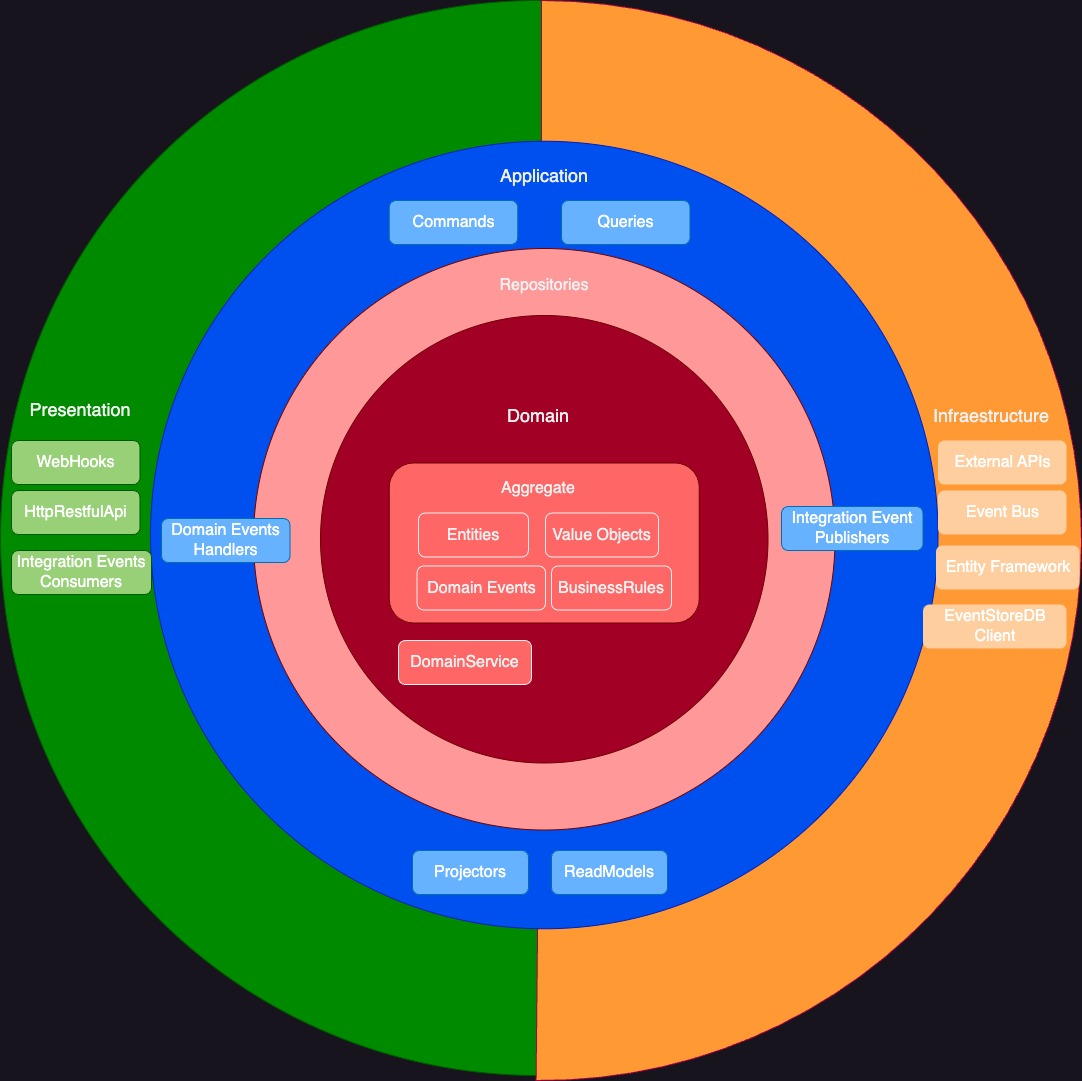 Application
Commands
Queries
Repositories
Presentation
WebHooks
HttpRestfulApi
Integration Events
Consumers
Domain Events
Handlers
Domain
Aggregate
Entities
Value Objects
Domain Events
BusinessRules
DomainService
Integration Event
Publishers
Infraestructure
External APIs
Event Bus
Entity Framework
EventStoreDB
Client
Projectors
ReadModels